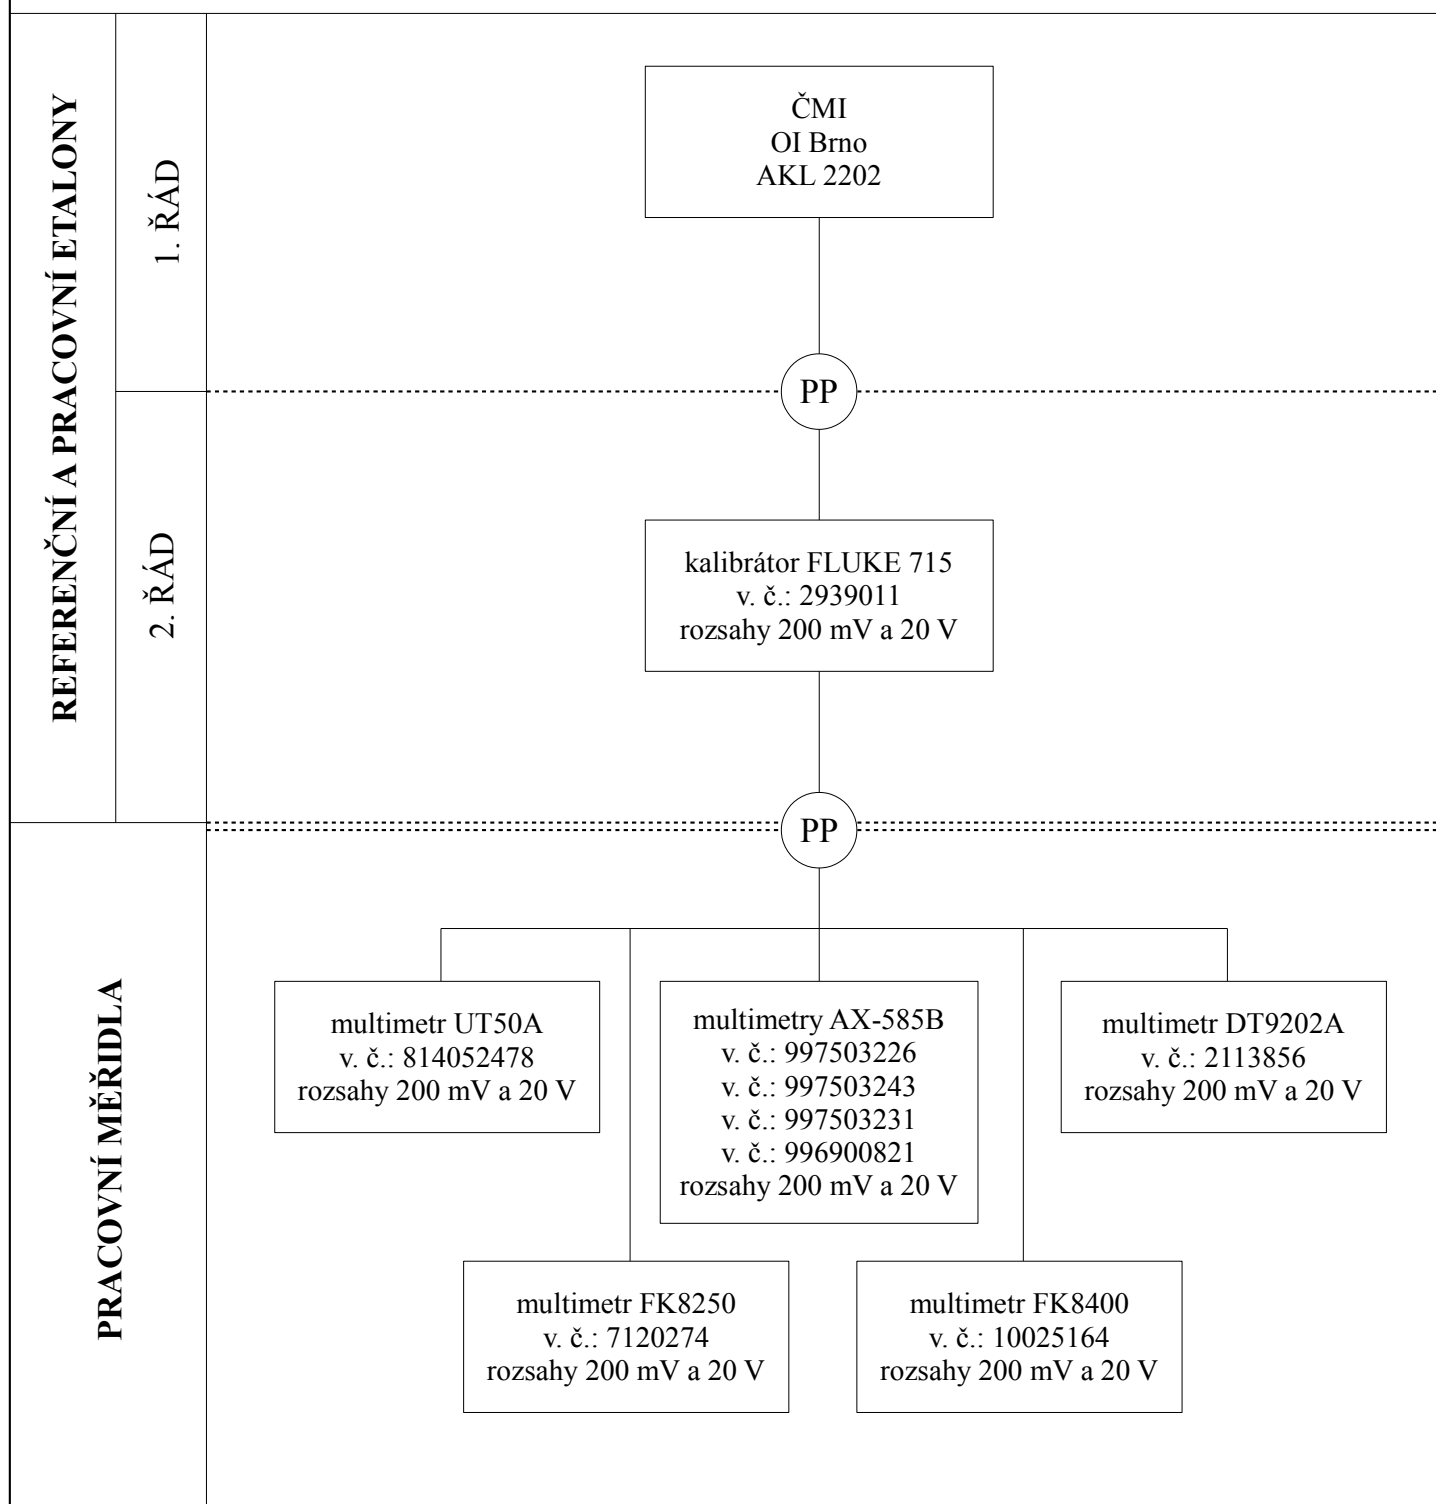 REFERENČNÍ A PRACOVNÍ ETALONY
1. ŘÁD
ČMI
OI Brno
AKL 2202
PP
2. ŘÁD
kalibrátor FLUKE 715
v. č.: 2939011
rozsahy 200 mV a 20 V
PP
PRACOVNÍ MĚŘIDLA
multimetr UT50A
v. č.: 814052478
rozsahy 200 mV a 20 V
multimetry AX-585B
v. č.: 997503226
v. č.: 997503243
v. č.: 997503231
v. č.: 996900821
rozsahy 200 mV a 20 V
multimetr DT9202A
v. č.: 2113856
rozsahy 200 mV a 20 V
multimetr FK8250
v. č.: 7120274
rozsahy 200 mV a 20 V
multimetr FK8400
v. č.: 10025164
rozsahy 200 mV a 20 V